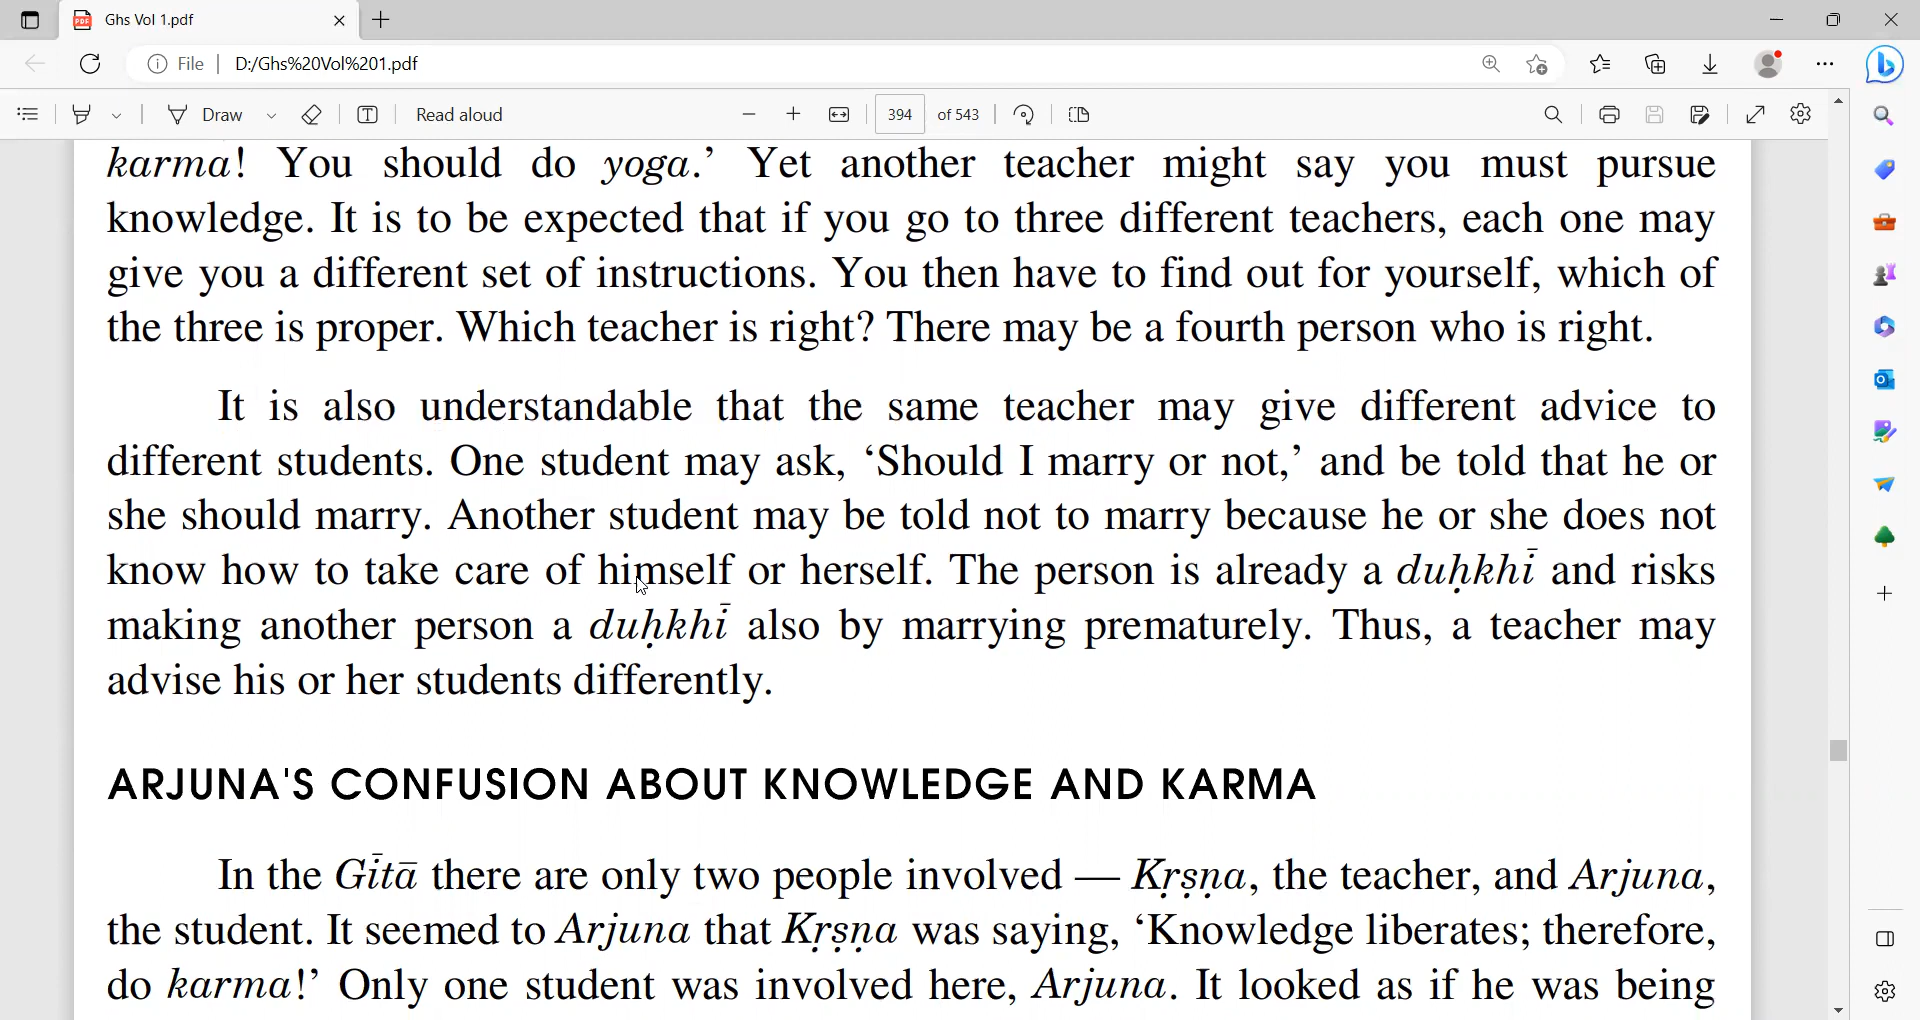 Ghs Vol 1.pdf
File D:/Ghs%20Vol%201.pdf
Draw Read aloud 394 of 543
karma! You should do yoga.’ Yet another teacher might say you must pursue
knowledge. It is to be expected that if you go to three different teachers, each one may
give you a different set of instructions. You then have to find out for yourself, which of
the three is proper. Which teacher is right? There may be a fourth person who is right.
It is also understandable that the same teacher may give different advice to
different students. One student may ask, ‘Should I marry or not,’ and be told that he or
she should marry. Another student may be told not to marry because he or she does not
know how to take care of himself or herself. The person is already a duḥkhī and risks
making another person a duḥkhī also by marrying prematurely. Thus, a teacher may
advise his or her students differently.
ARJUNA'S CONFUSION ABOUT KNOWLEDGE AND KARMA
In the Gītā there are only two people involved — Kṛṣṇa, the teacher, and Arjuna,
the student. It seemed to Arjuna that Kṛṣṇa was saying, ‘Knowledge liberates; therefore,
do karma!’ Only one student was involved here, Arjuna. It looked as if he was being